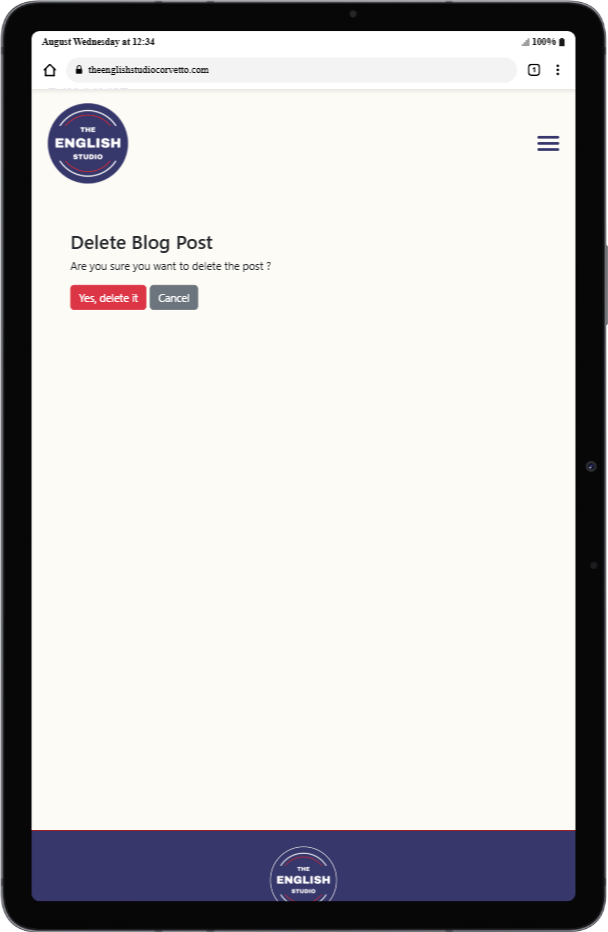 August Wednesday at 12:34
100%
theenglishstudiocorvetto.com
1
THE
ENGLISH
STUDIO
Delete Blog Post
Are you sure you want to delete the post ?
Yes, delete it
Cancel
THE
ENGLISH
STUDIO